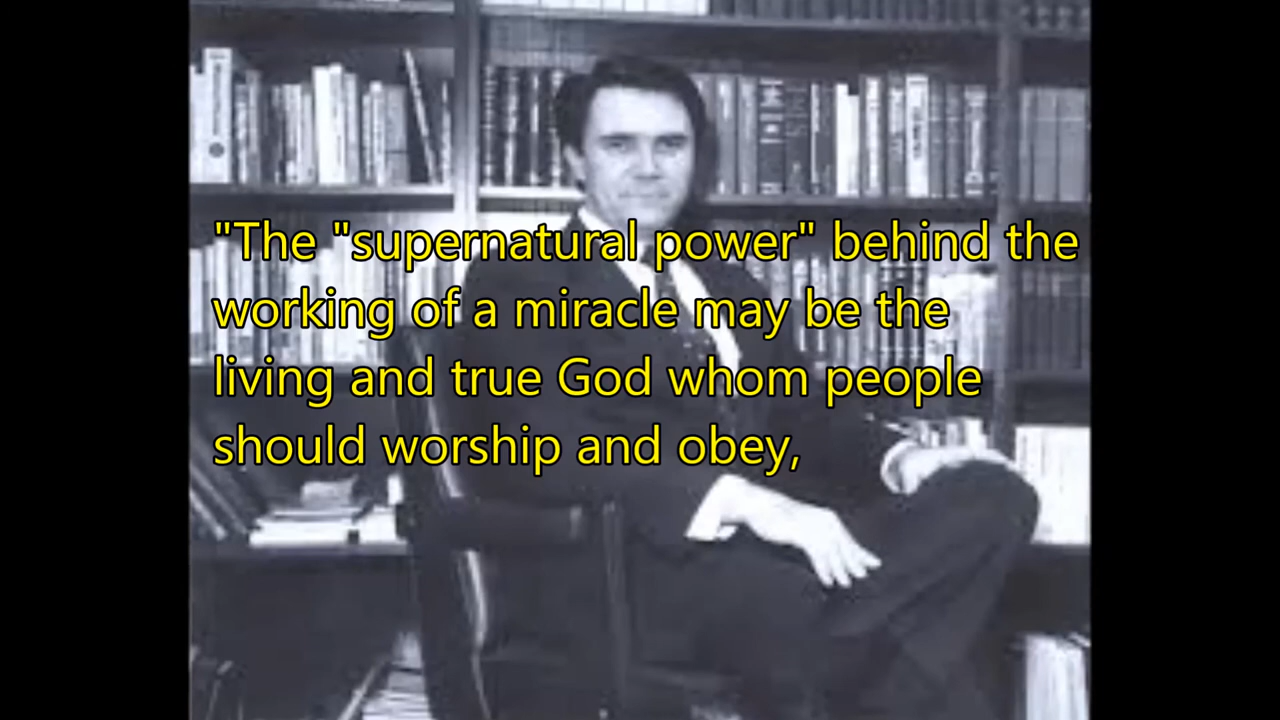 "The "supernatural power" behind the
working of a miracle may be the
living and true God whom people
should worship and obey,